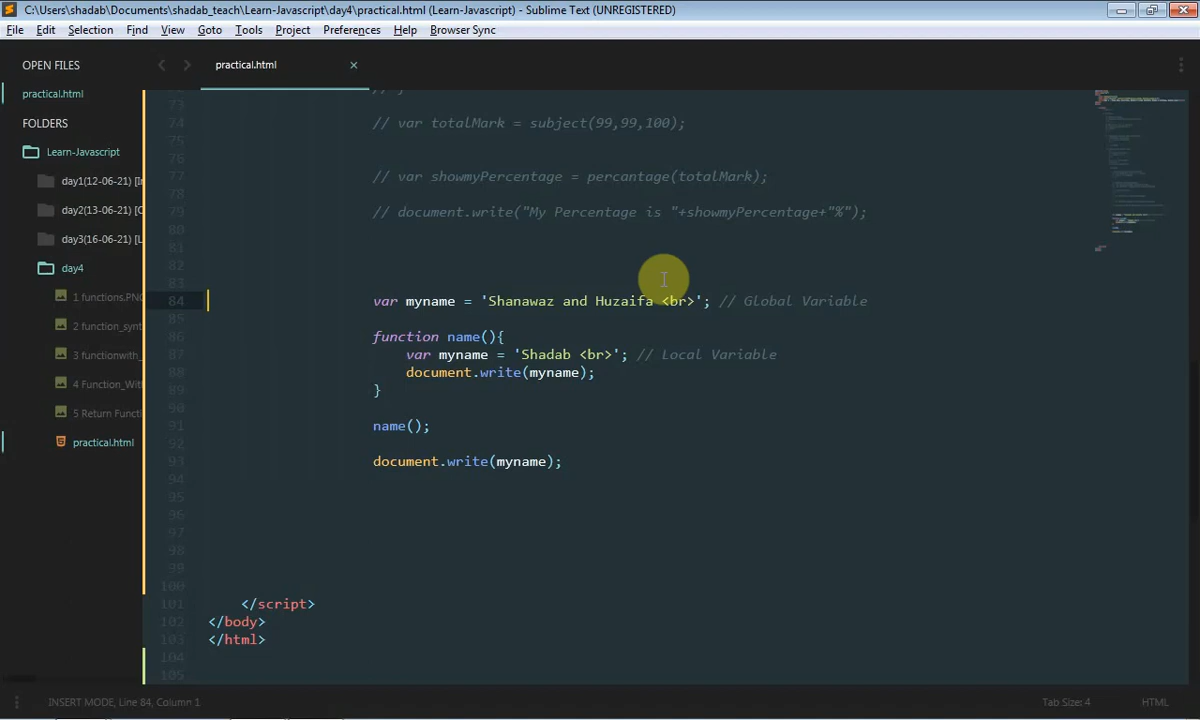 C:\Users\shadab\Documents\shadab_teach\Learn-Javascript\day4\practical.html (Learn-Javascript) - Sublime Text (UNREGISTERED)
File Edit Selection Find View Goto Tools Project Preferences Help Browser Sync
OPEN FILES
practical.html
FOLDERS
Learn-Javascript
day1(12-06-21) [I
day2(13-06-21) [C
day3(16-06-21) [L
day4
1 functions.PNG
2 function_synt
3 functionwith_
4 Function_With
5 Return Functi
practical.html
practical.html
73
74 // var totalMark = subject(99,99,100);
75
76
77 // var showmyPercentage = percantage(totalMark);
78
79 // document.write("My Percentage is "+showmyPercentage+"%");
80
81
82
83
84 var myname = 'Shanawaz and Huzaifa <br>'; // Global Variable
85
86 function name(){
87 var myname = 'Shadab <br>'; // Local Variable
88 document.write(myname);
89 }
90
91 name();
92
93 document.write(myname);
94
95
96
97
98
99
100
101 </script>
102 </body>
103 </html>
104
105
INSERT MODE, Line 84, Column 1
Tab Size: 4
HTML